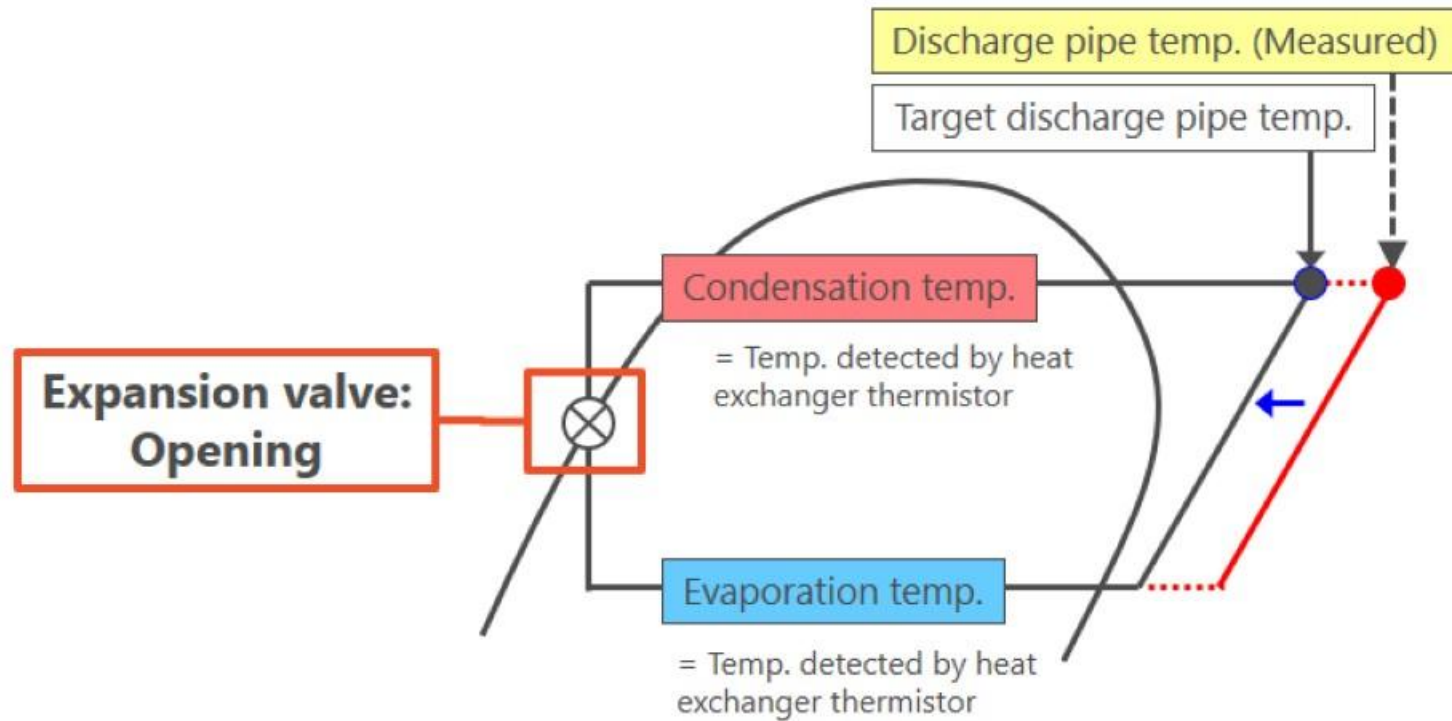 Discharge pipe temp. (Measured)
Target discharge pipe temp.
Condensation temp.
= Temp. detected by heat
exchanger thermistor
Expansion valve:
Opening
Evaporation temp.
= Temp. detected by heat
exchanger thermistor